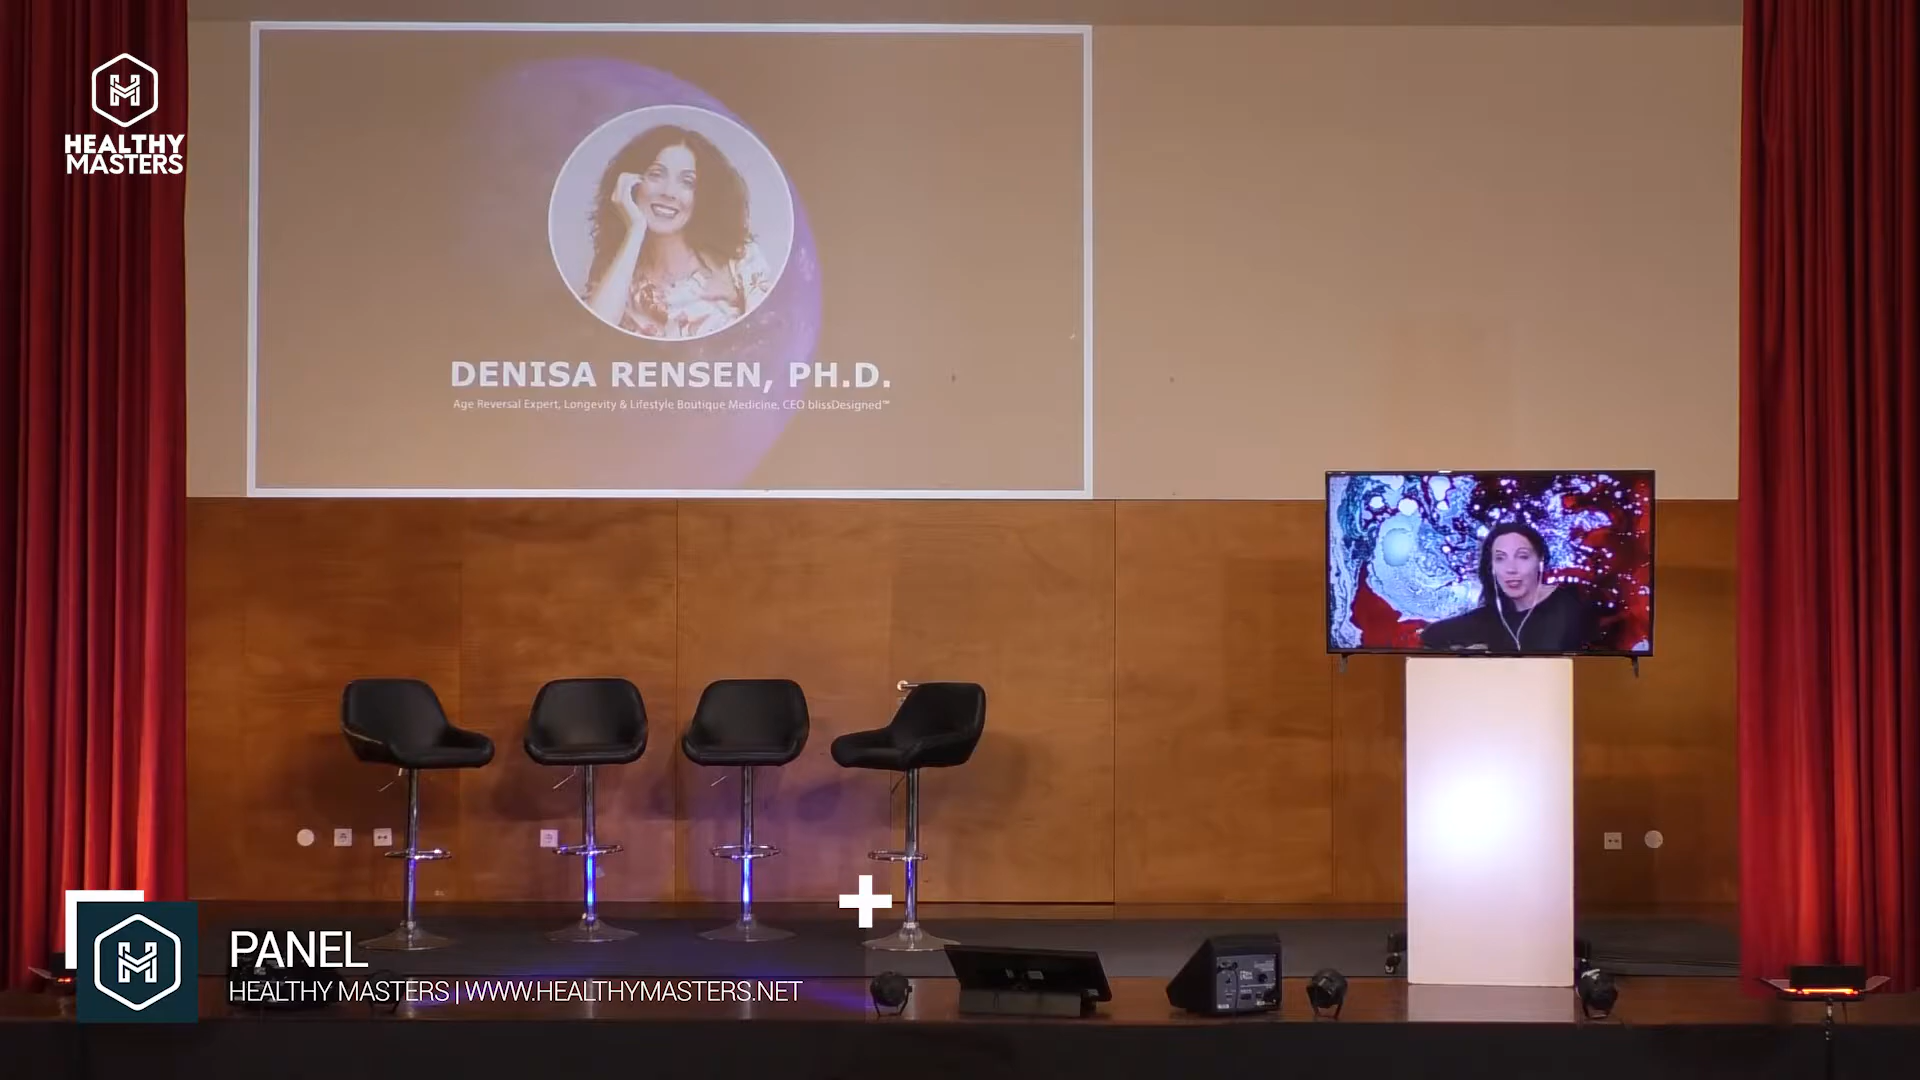 HEALTHY
MASTERS
DENISA RENSEN, PH.D.
Age Reversal Expert, Longevity & Lifestyle Boutique Medicine, CEO blissDesigned™
PANEL
HEALTHY MASTERS | WWW.HEALTHYMASTERS.NET